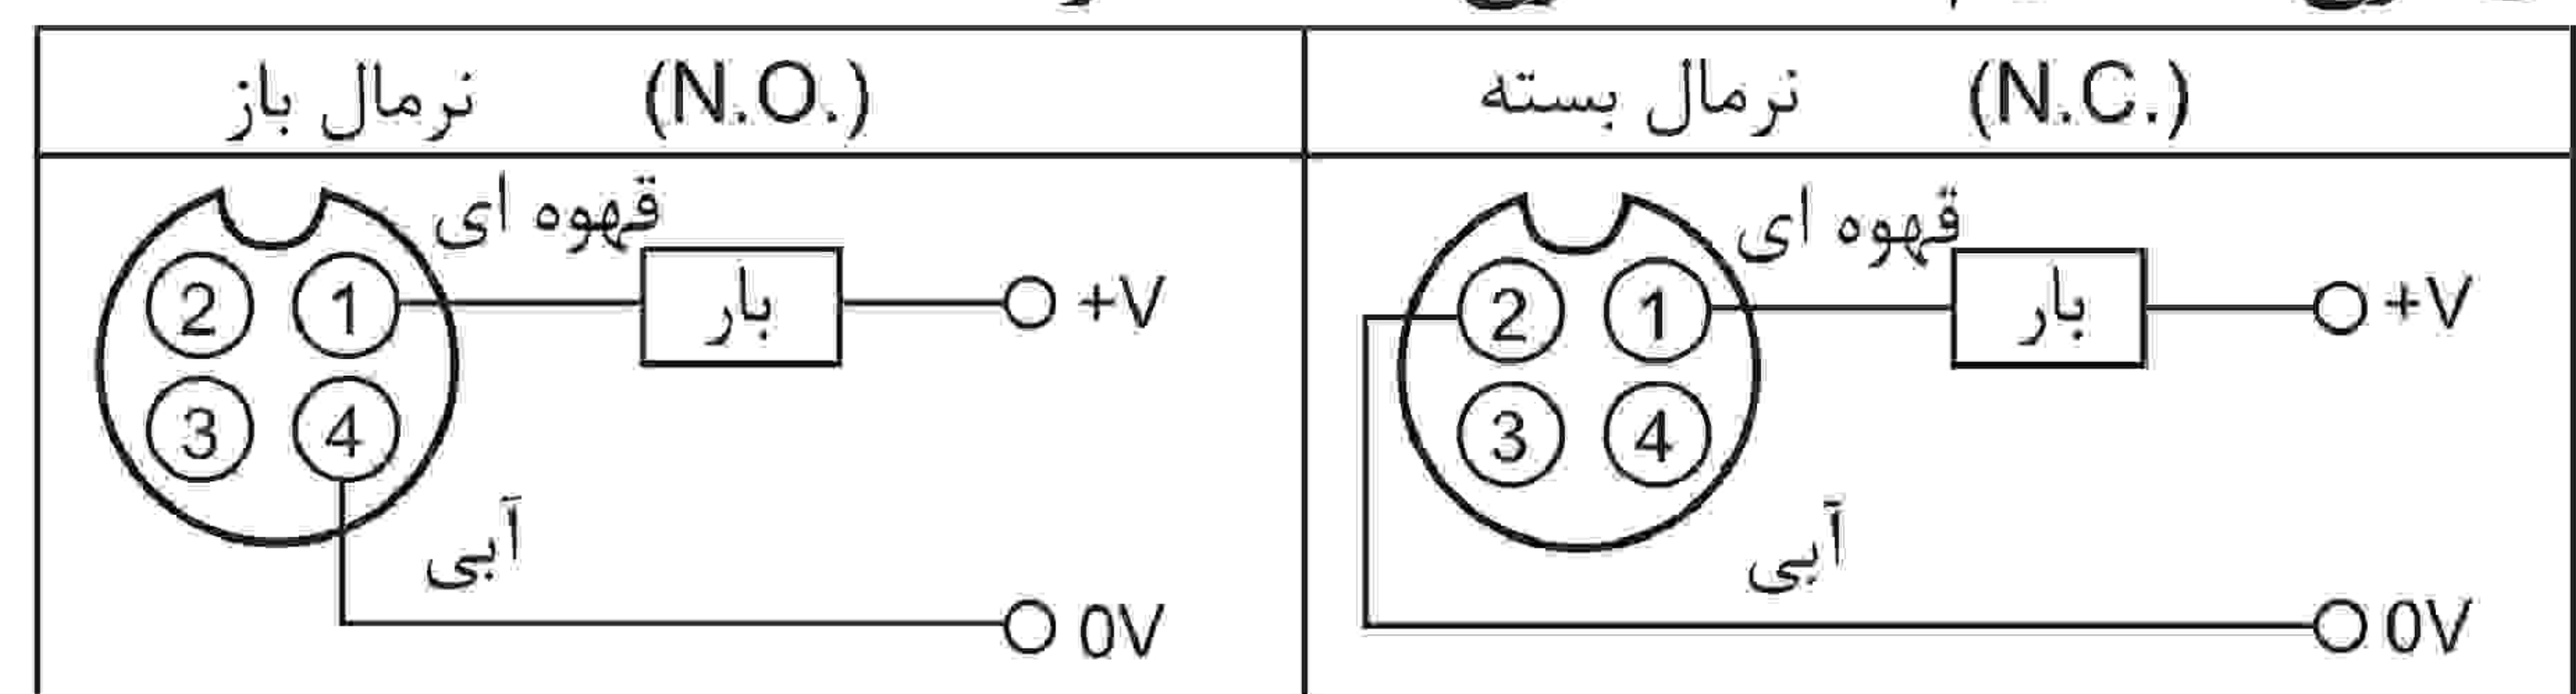 نرمال باز (N.O.)
نرمال بسته (N.C.)
قهوه ای
2 1 بار +V
3 4
آبی
0V
قهوه ای
2 1 بار +V
3 4
آبی
0V